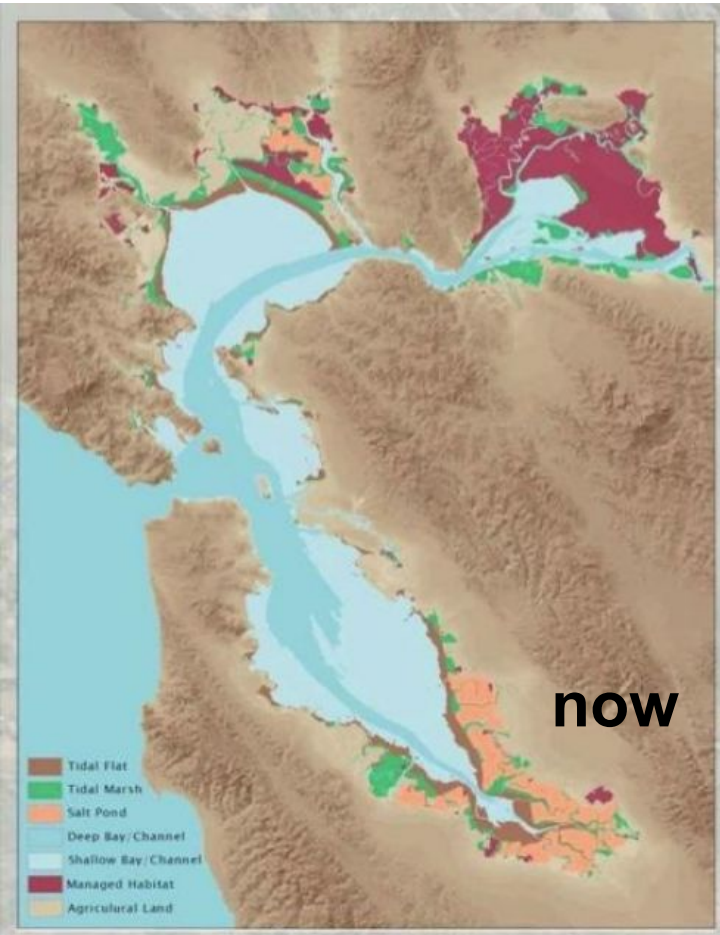 now
Tidal Flat
Tidal Marsh
Salt Pond
Deep Bay/Channel
Shallow Bay/Channel
Managed Habitat
Agriculural Land